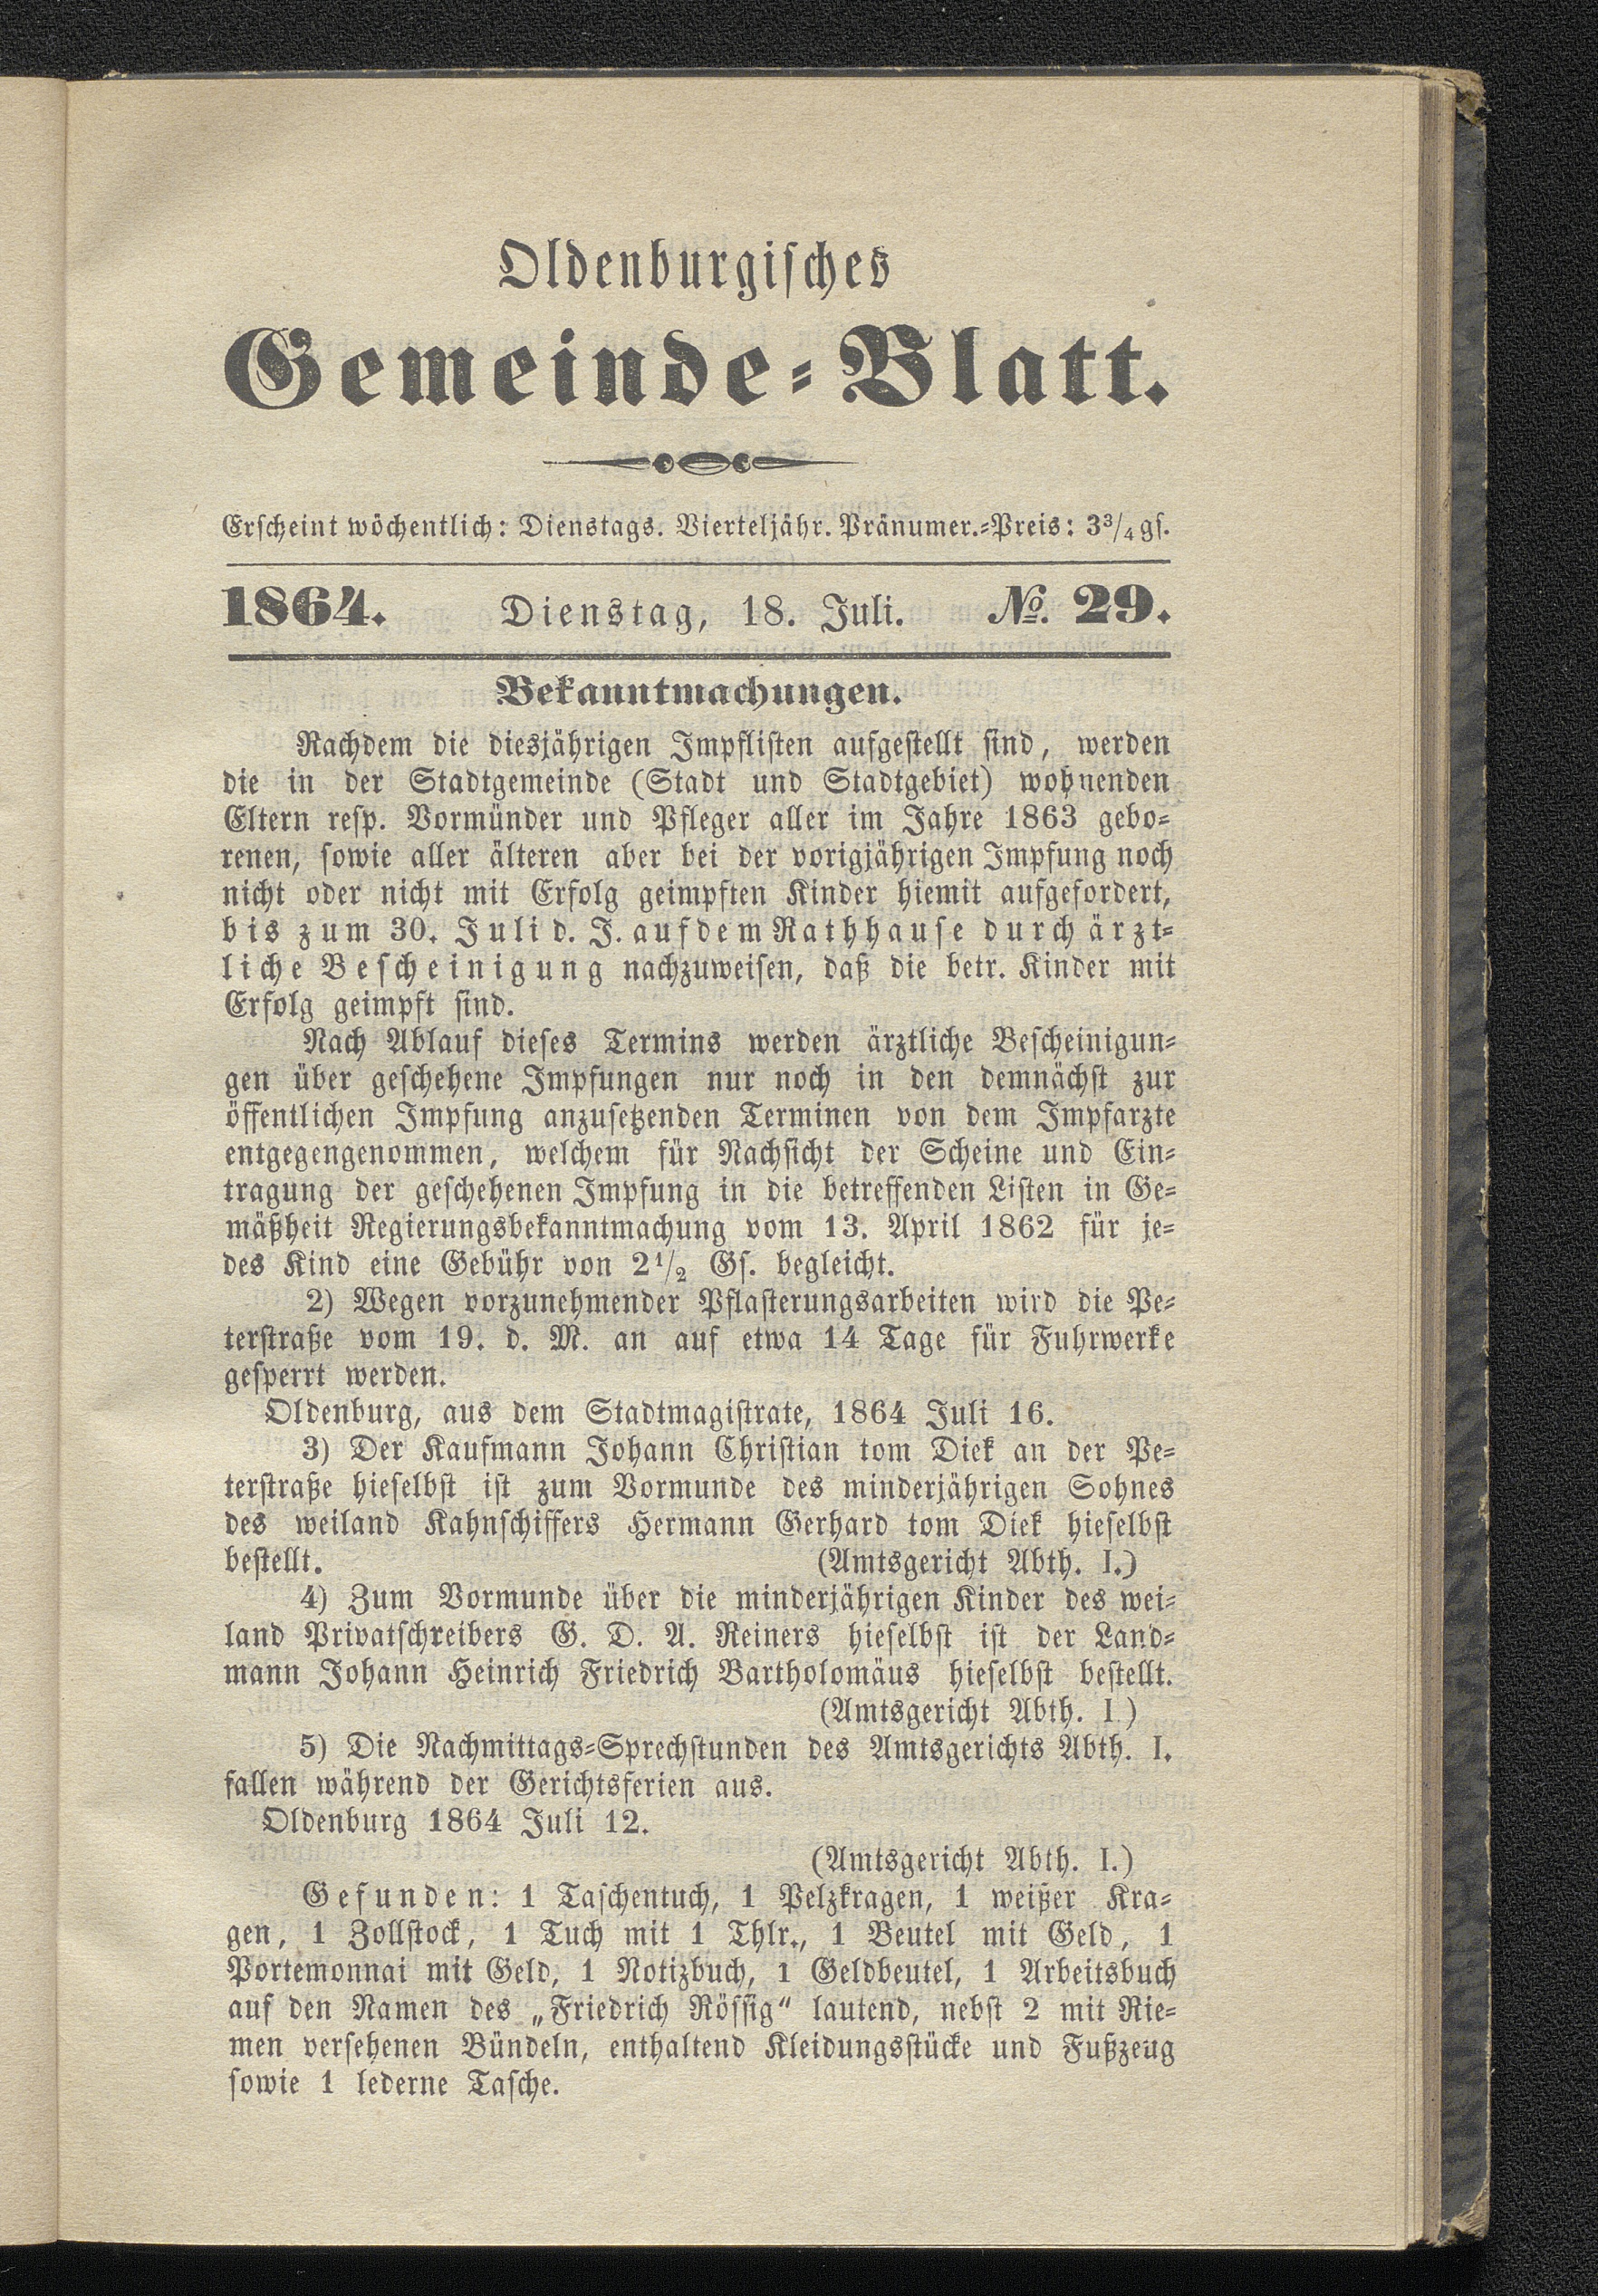 Oldenburgisches
Gemeinde-Blatt.
Erscheint wöchentlich: Dienstags. Vierteljähr. Pränumer.-Preis: 3³/₄ gs.
1864. Dienstag, 18. Juli. № 29.
Bekanntmachungen.
Nachdem die diesjährigen Impflisten aufgestellt sind, werden
die in der Stadtgemeinde (Stadt und Stadtgebiet) wohnenden
Eltern resp. Vormünder und Pfleger aller im Jahre 1863 gebo-
renen, sowie aller älteren aber bei der vorigjährigen Impfung noch
nicht oder nicht mit Erfolg geimpften Kinder hiemit aufgefordert,
bis zum 30. Juli d. J. auf dem Rathhause durch ärzt-
liche Bescheinigung nachzuweisen, daß die betr. Kinder mit
Erfolg geimpft sind.
Nach Ablauf dieses Termins werden ärztliche Bescheinigun-
gen über geschehene Impfungen nur noch in den demnächst zur
öffentlichen Impfung anzusetzenden Terminen von dem Impfarzte
entgegengenommen, welchem für Nachsicht der Scheine und Ein-
tragung der geschehenen Impfung in die betreffenden Listen in Ge-
mäßheit Regierungsbekanntmachung vom 13. April 1862 für je-
des Kind eine Gebühr von 2¹/₂ Gs. begleicht.
2) Wegen vorzunehmender Pflasterungsarbeiten wird die Pe-
terstraße vom 19. d. M. an auf etwa 14 Tage für Fuhrwerke
gesperrt werden.
Oldenburg, aus dem Stadtmagistrate, 1864 Juli 16.
3) Der Kaufmann Johann Christian tom Diek an der Pe-
terstraße hieselbst ist zum Vormunde des minderjährigen Sohnes
des weiland Kahnschiffers Hermann Gerhard tom Diek hieselbst
bestellt. (Amtsgericht Abth. I.)
4) Zum Vormunde über die minderjährigen Kinder des wei-
land Privatschreibers G. D. A. Reiners hieselbst ist der Land-
mann Johann Heinrich Friedrich Bartholomäus hieselbst bestellt.
(Amtsgericht Abth. I )
5) Die Nachmittags-Sprechstunden des Amtsgerichts Abth. I.
fallen während der Gerichtsferien aus.
Oldenburg 1864 Juli 12.
(Amtsgericht Abth. I.)
Gefunden: 1 Taschentuch, 1 Pelzkragen, 1 weißer Kra-
gen, 1 Zollstock, 1 Tuch mit 1 Thlr., 1 Beutel mit Geld, 1
Portemonnai mit Geld, 1 Notizbuch, 1 Geldbeutel, 1 Arbeitsbuch
auf den Namen des „Friedrich Rössig“ lautend, nebst 2 mit Rie-
men versehenen Bündeln, enthaltend Kleidungsstücke und Fußzeug
sowie 1 lederne Tasche.